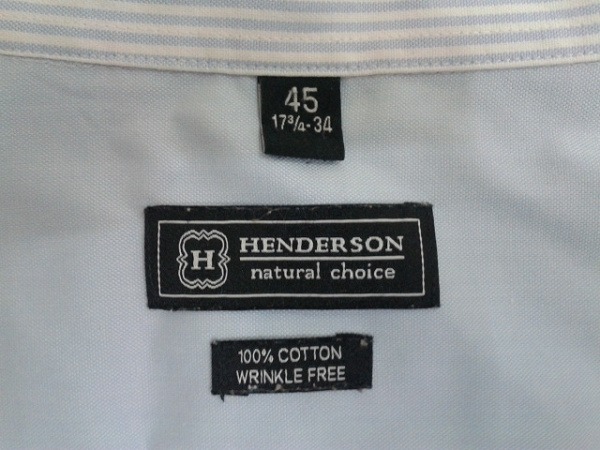 45
17¾-34
H
HENDERSON
natural choice
100% COTTON
WRINKLE FREE